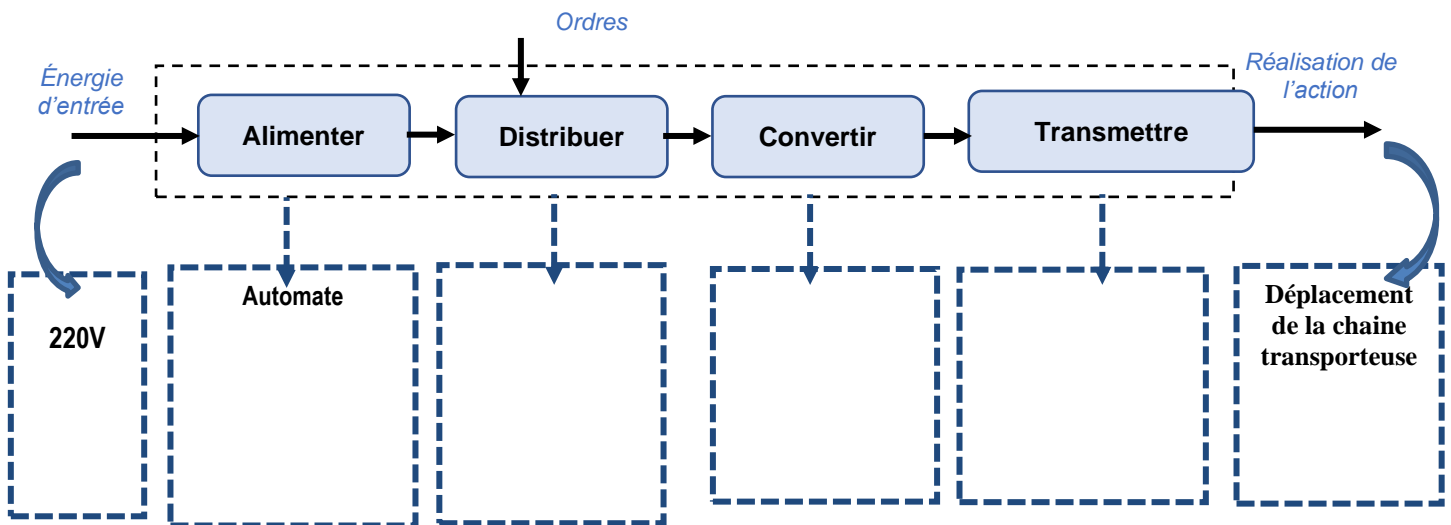 Ordres
Énergie
d’entrée
Réalisation de
l’action
Alimenter
Distribuer
Convertir
Transmettre
220V
Automate
Déplacement
de la chaine
transporteuse